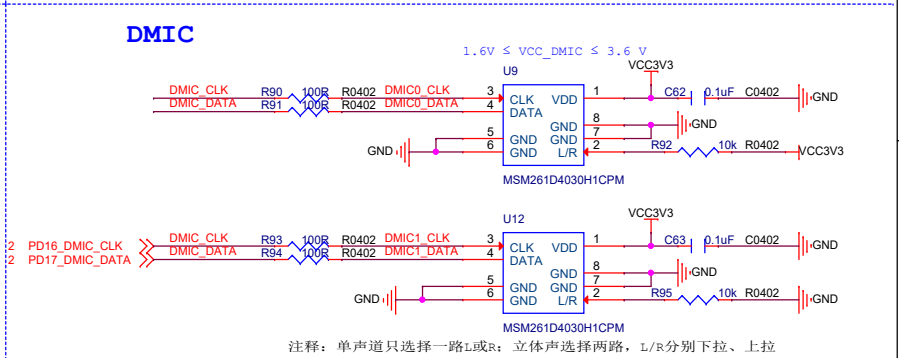 DMIC
1.6V ≤ VCC_DMIC ≤ 3.6 V
U9 VCC3V3
DMIC_CLK R90 100R R0402 DMIC0_CLK 3 CLK VDD 1 C62 0.1uF C0402 GND
DMIC_DATA R91 100R R0402 DMIC0_DATA 4 DATA
GND 8 GND
5 GND GND 7
GND 6 GND L/R 2 R92 10k R0402 VCC3V3
MSM261D4030H1CPM
U12 VCC3V3
2 PD16_DMIC_CLK DMIC_CLK R93 100R R0402 DMIC1_CLK 3 CLK VDD 1 C63 0.1uF C0402 GND
2 PD17_DMIC_DATA DMIC_DATA R94 100R R0402 DMIC1_DATA 4 DATA
GND 8 GND
5 GND GND 7
GND 6 GND L/R 2 R95 10k R0402 GND
MSM261D4030H1CPM
注释: 单声道只选择一路L或R; 立体声选择两路, L/R分别下拉、上拉